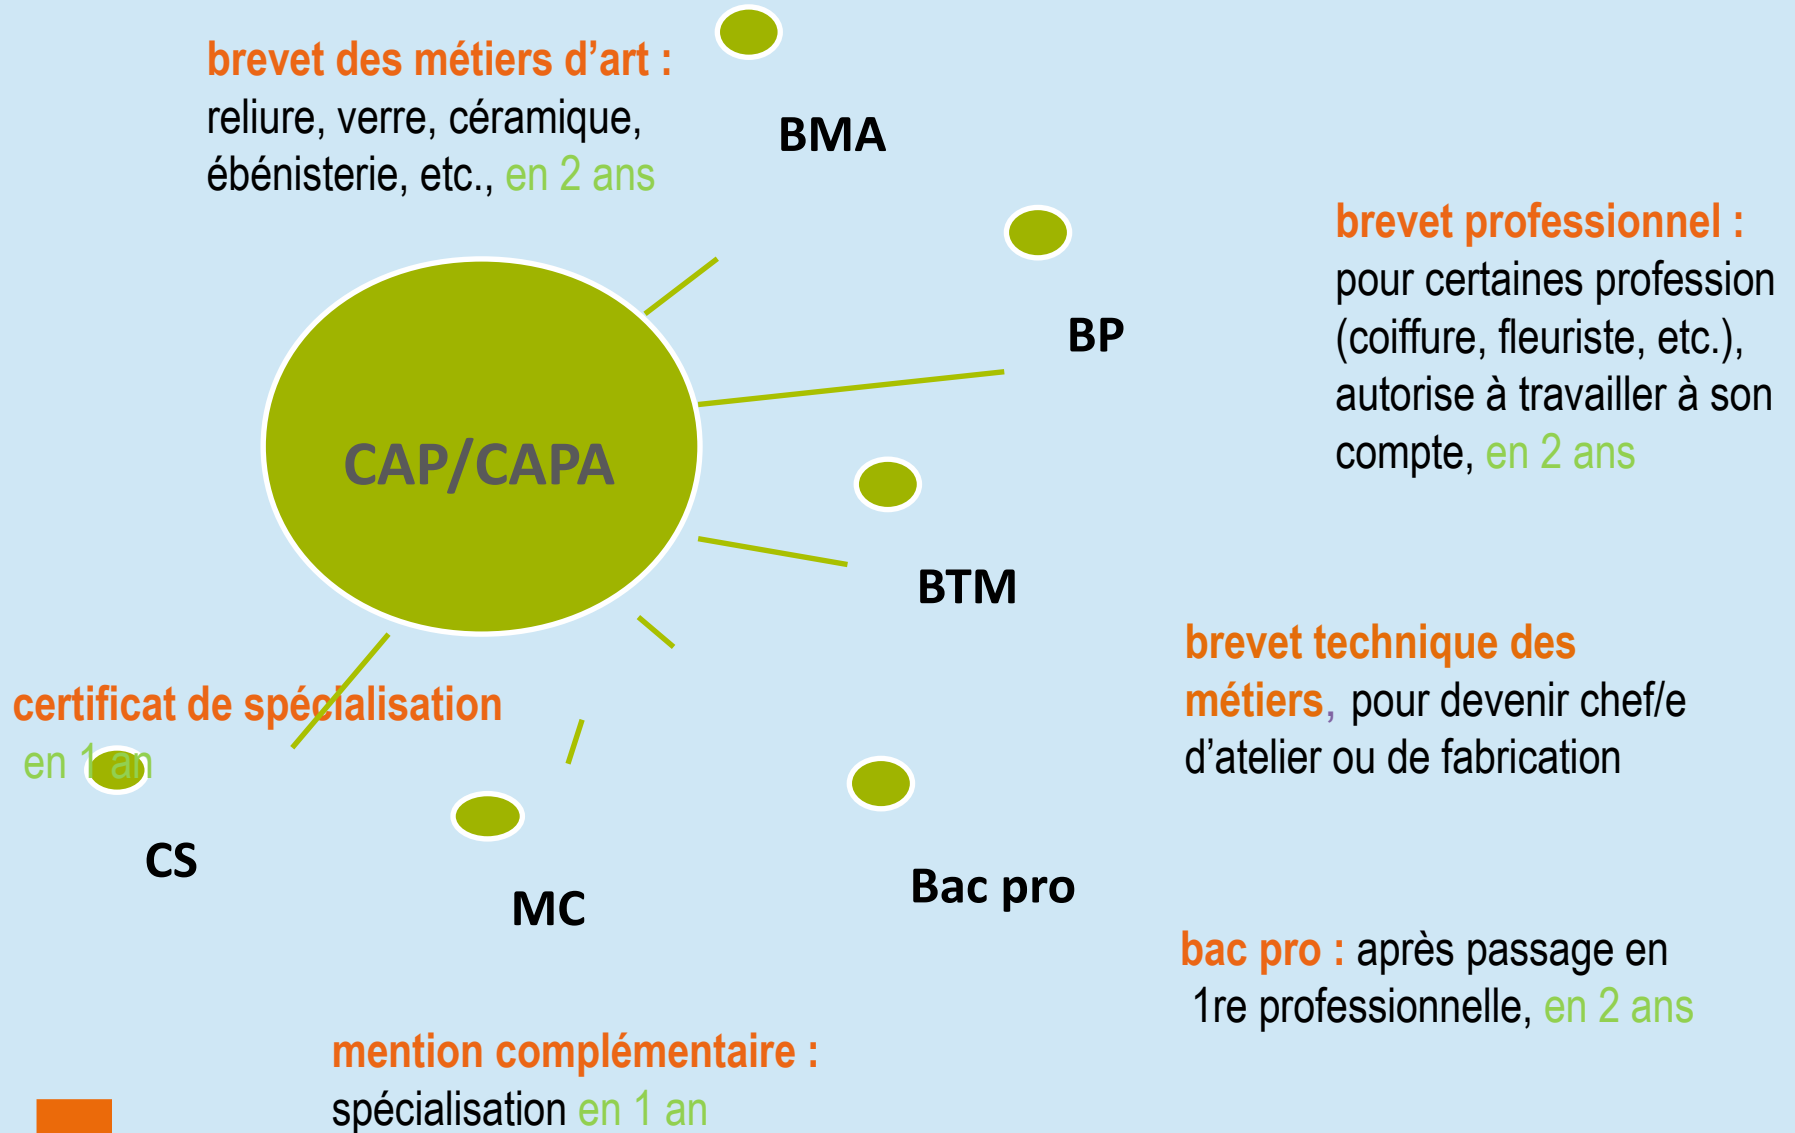 brevet des métiers d’art :
reliure, verre, céramique,
ébénisterie, etc., en 2 ans
BMA
brevet professionnel :
pour certaines profession
(coiffure, fleuriste, etc.),
autorise à travailler à son
compte, en 2 ans
BP
CAP/CAPA
BTM
brevet technique des
métiers, pour devenir chef/e
d’atelier ou de fabrication
certificat de spécialisation
en 1 an
CS
MC
Bac pro
bac pro : après passage en
1re professionnelle, en 2 ans
mention complémentaire :
spécialisation en 1 an